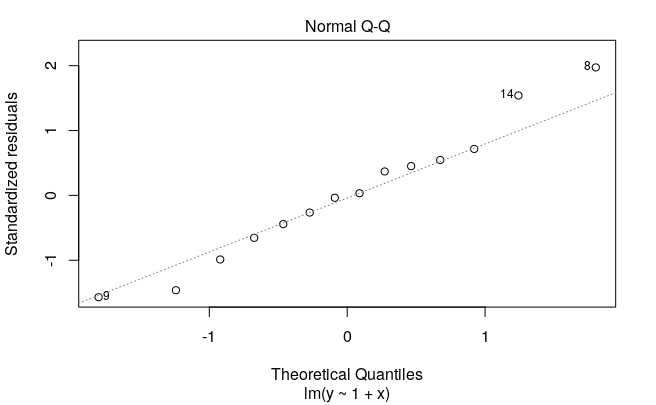 Normal Q-Q
Standardized residuals
2
1
0
-1
8
14
9
-1
0
1
Theoretical Quantiles
lm(y ~ 1 + x)